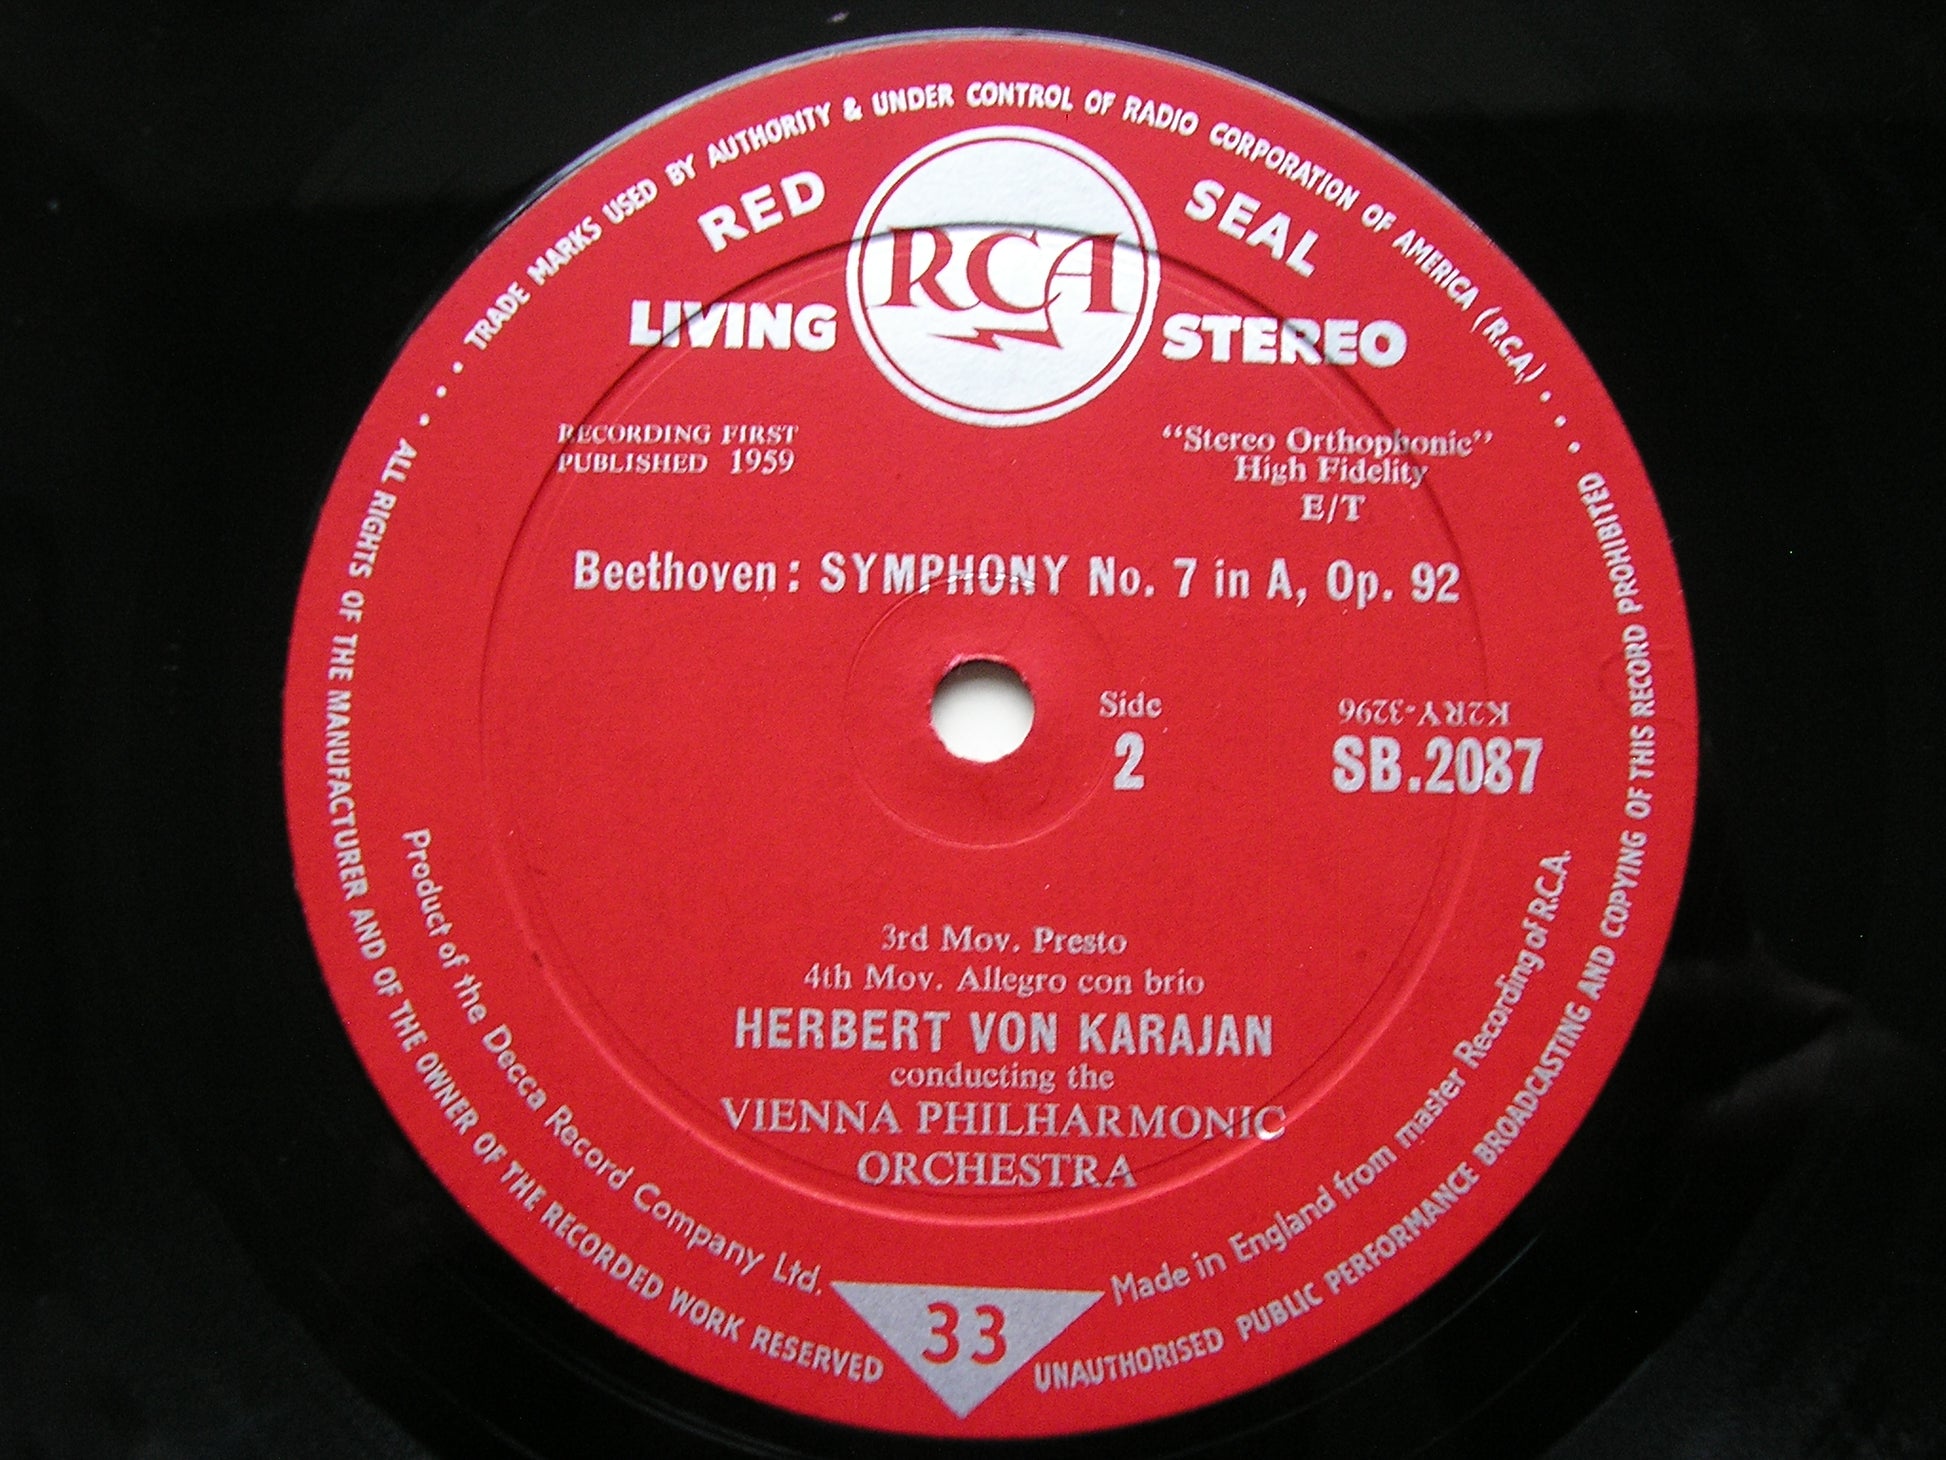 TRADE MARKS USED BY AUTHORITY & UNDER CONTROL OF RADIO CORPORATION OF AMERICA (R.C.A.)
RED SEAL
RCA
LIVING STEREO
RECORDING FIRST
PUBLISHED 1959
“Stereo Orthophonic”
High Fidelity
E/T
Beethoven: SYMPHONY No. 7 in A, Op. 92
Side
2
K2RY-3296
SB.2087
3rd Mov. Presto
4th Mov. Allegro con brio
HERBERT VON KARAJAN
conducting the
VIENNA PHILHARMONIC
ORCHESTRA
Product of the Decca Record Company Ltd.
33
Made in England from master Recording of R.C.A.
ALL RIGHTS OF THE MANUFACTURER AND OF THE OWNER OF THE RECORDED WORK RESERVED
UNAUTHORISED PUBLIC PERFORMANCE BROADCASTING AND COPYING OF THIS RECORD PROHIBITED